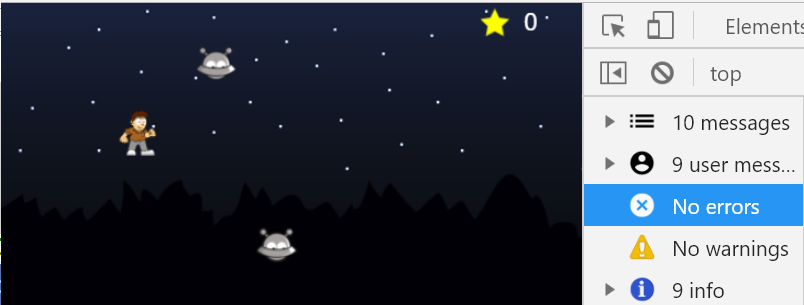 0
Elements
top
10 messages
9 user mess...
No errors
No warnings
9 info